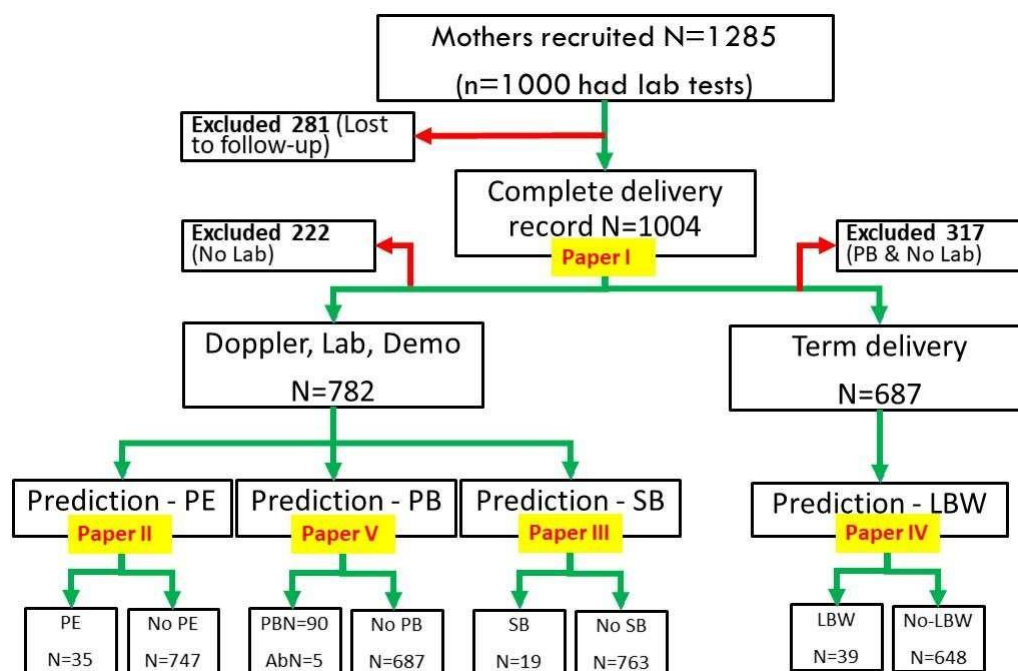 Mothers recruited N=1285
(n=1000 had lab tests)
Excluded 281 (Lost
to follow-up)
Complete delivery
record N=1004
Paper I
Excluded 222
(No Lab)
Excluded 317
(PB & No Lab)
Doppler, Lab, Demo
N=782
Term delivery
N=687
Prediction - PE
Paper II
Prediction - PB
Paper V
Prediction - SB
Paper III
Prediction - LBW
Paper IV
PE
N=35
No PE
N=747
PBN=90
AbN=5
No PB
N=687
SB
N=19
No SB
N=763
LBW
N=39
No-LBW
N=648